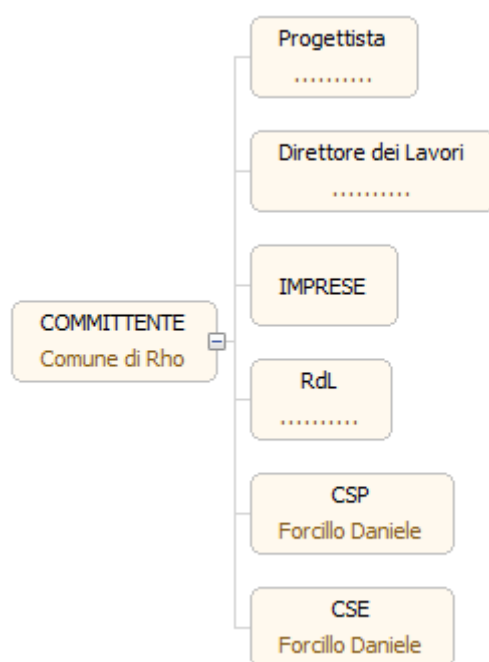 Progettista
..........
Direttore dei Lavori
..........
IMPRESE
COMMITTENTE
Comune di Rho
RdL
..........
CSP
Forcillo Daniele
CSE
Forcillo Daniele